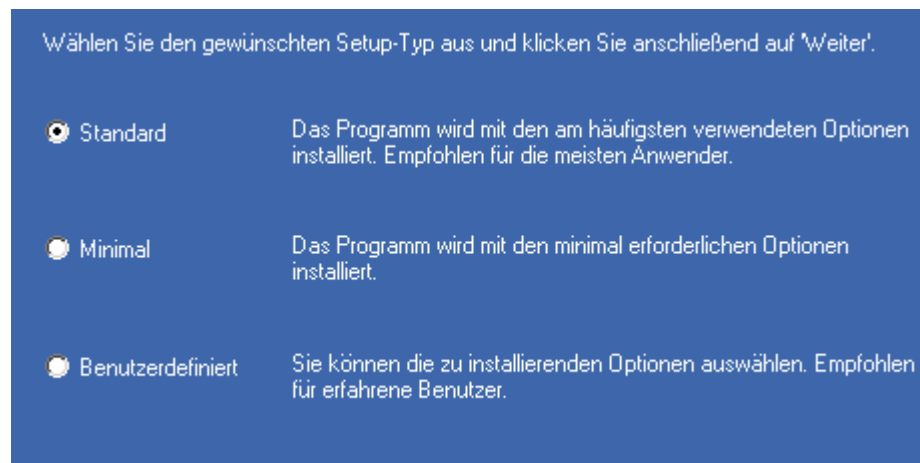 Wählen Sie den gewünschten Setup-Typ aus und klicken Sie anschließend auf 'Weiter'.
Standard
Das Programm wird mit den am häufigsten verwendeten Optionen
installiert. Empfohlen für die meisten Anwender.
Minimal
Das Programm wird mit den minimal erforderlichen Optionen
installiert.
Benutzerdefiniert
Sie können die zu installierenden Optionen auswählen. Empfohlen
für erfahrene Benutzer.